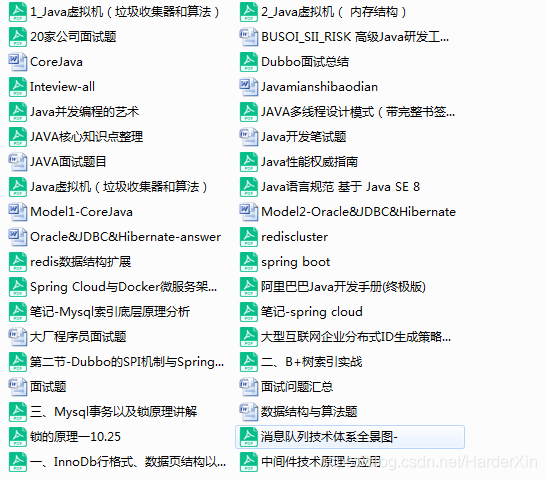 1_Java虚拟机（垃圾收集器和算法）
2_Java虚拟机（ 内存结构）
20家公司面试题
BUSOI_SII_RISK 高级Java研发工...
CoreJava
Dubbo面试总结
Inteview-all
Javamianshibaodian
Java并发编程的艺术
JAVA多线程设计模式（带完整书签...
JAVA核心知识点整理
Java开发笔试题
JAVA面试题目
Java性能权威指南
Java虚拟机（垃圾收集器和算法）
Java语言规范 基于 Java SE 8
Model1-CoreJava
Model2-Oracle&JDBC&Hibernate
Oracle&JDBC&Hibernate-answer
rediscluster
redis数据结构扩展
spring boot
Spring Cloud与Docker微服务架...
阿里巴巴Java开发手册(终极版)
笔记-Mysql索引底层原理分析
笔记-spring cloud
大厂程序员面试题
大型互联网企业分布式ID生成策略...
第二节-Dubbo的SPI机制与Spring...
二、B+树索引实战
面试题
面试问题汇总
三、Mysql事务以及锁原理讲解
数据结构与算法题
锁的原理—10.25
消息队列技术体系全景图-
一、InnoDb行格式、数据页结构以...
中间件技术原理与应用
https://blog.csdn.net/HarderXin